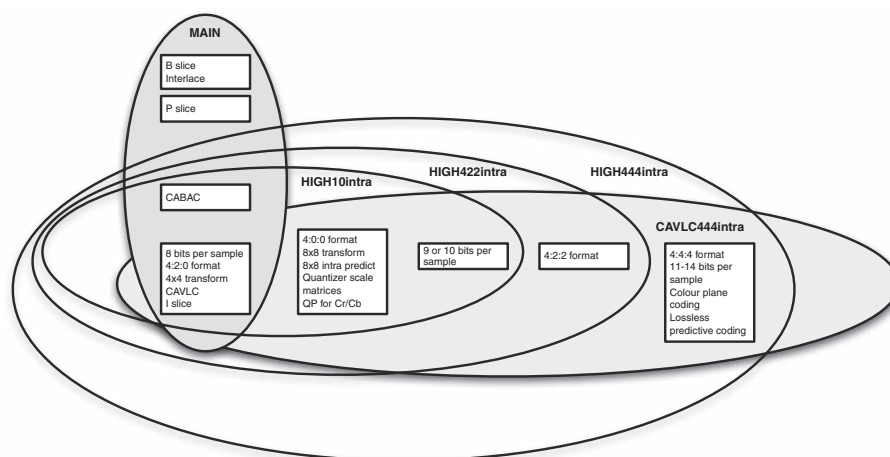 MAIN
B slice
Interlace
P slice
HIGH10intra
HIGH422intra
HIGH444intra
CABAC
CAVLC444intra
8 bits per sample
4:2:0 format
4x4 transform
CAVLC
I slice
4:0:0 format
8x8 transform
8x8 intra predict
Quantizer scale
matrices
QP for Cr/Cb
9 or 10 bits per
sample
4:2:2 format
4:4:4 format
11-14 bits per
sample
Colour plane
coding
Lossless
predictive coding